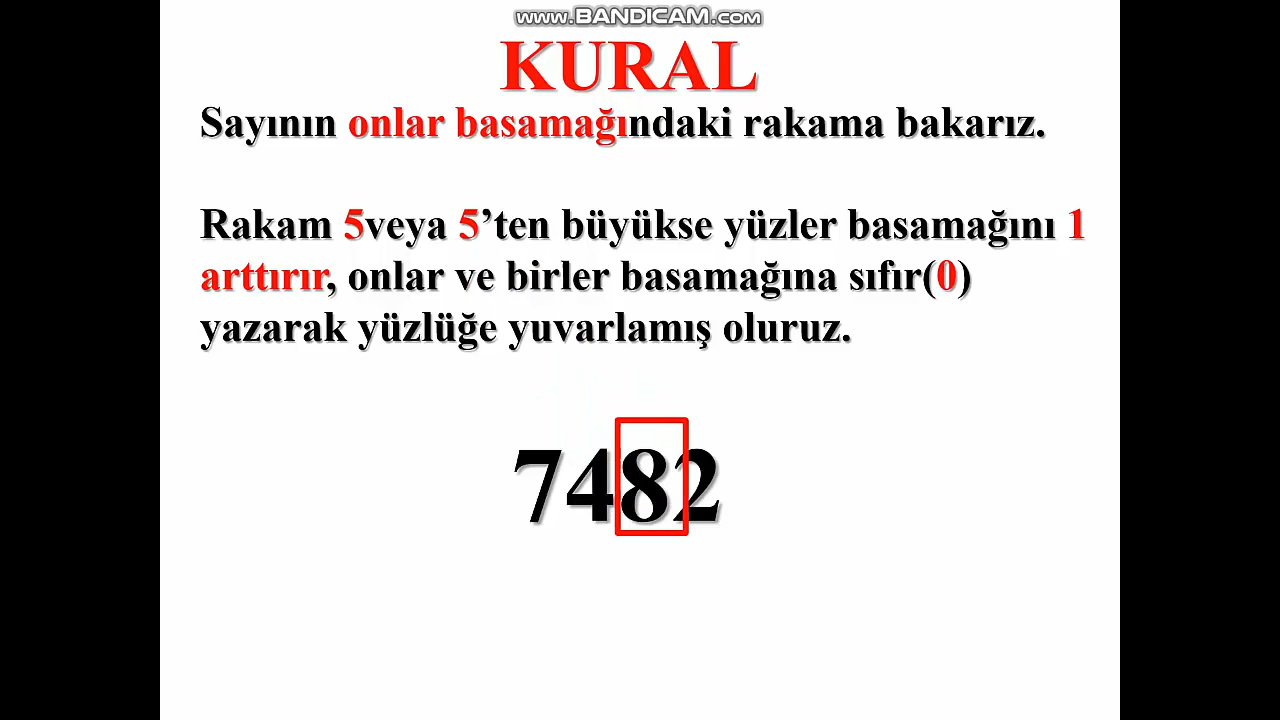 www.BANDICAM.com
KURAL
Sayının onlar basamağındaki rakama bakarız.
Rakam 5veya 5’ten büyükse yüzler basamağını 1
arttırır, onlar ve birler basamağına sıfır(0)
yazarak yüzlüğe yuvarlamış oluruz.
7482